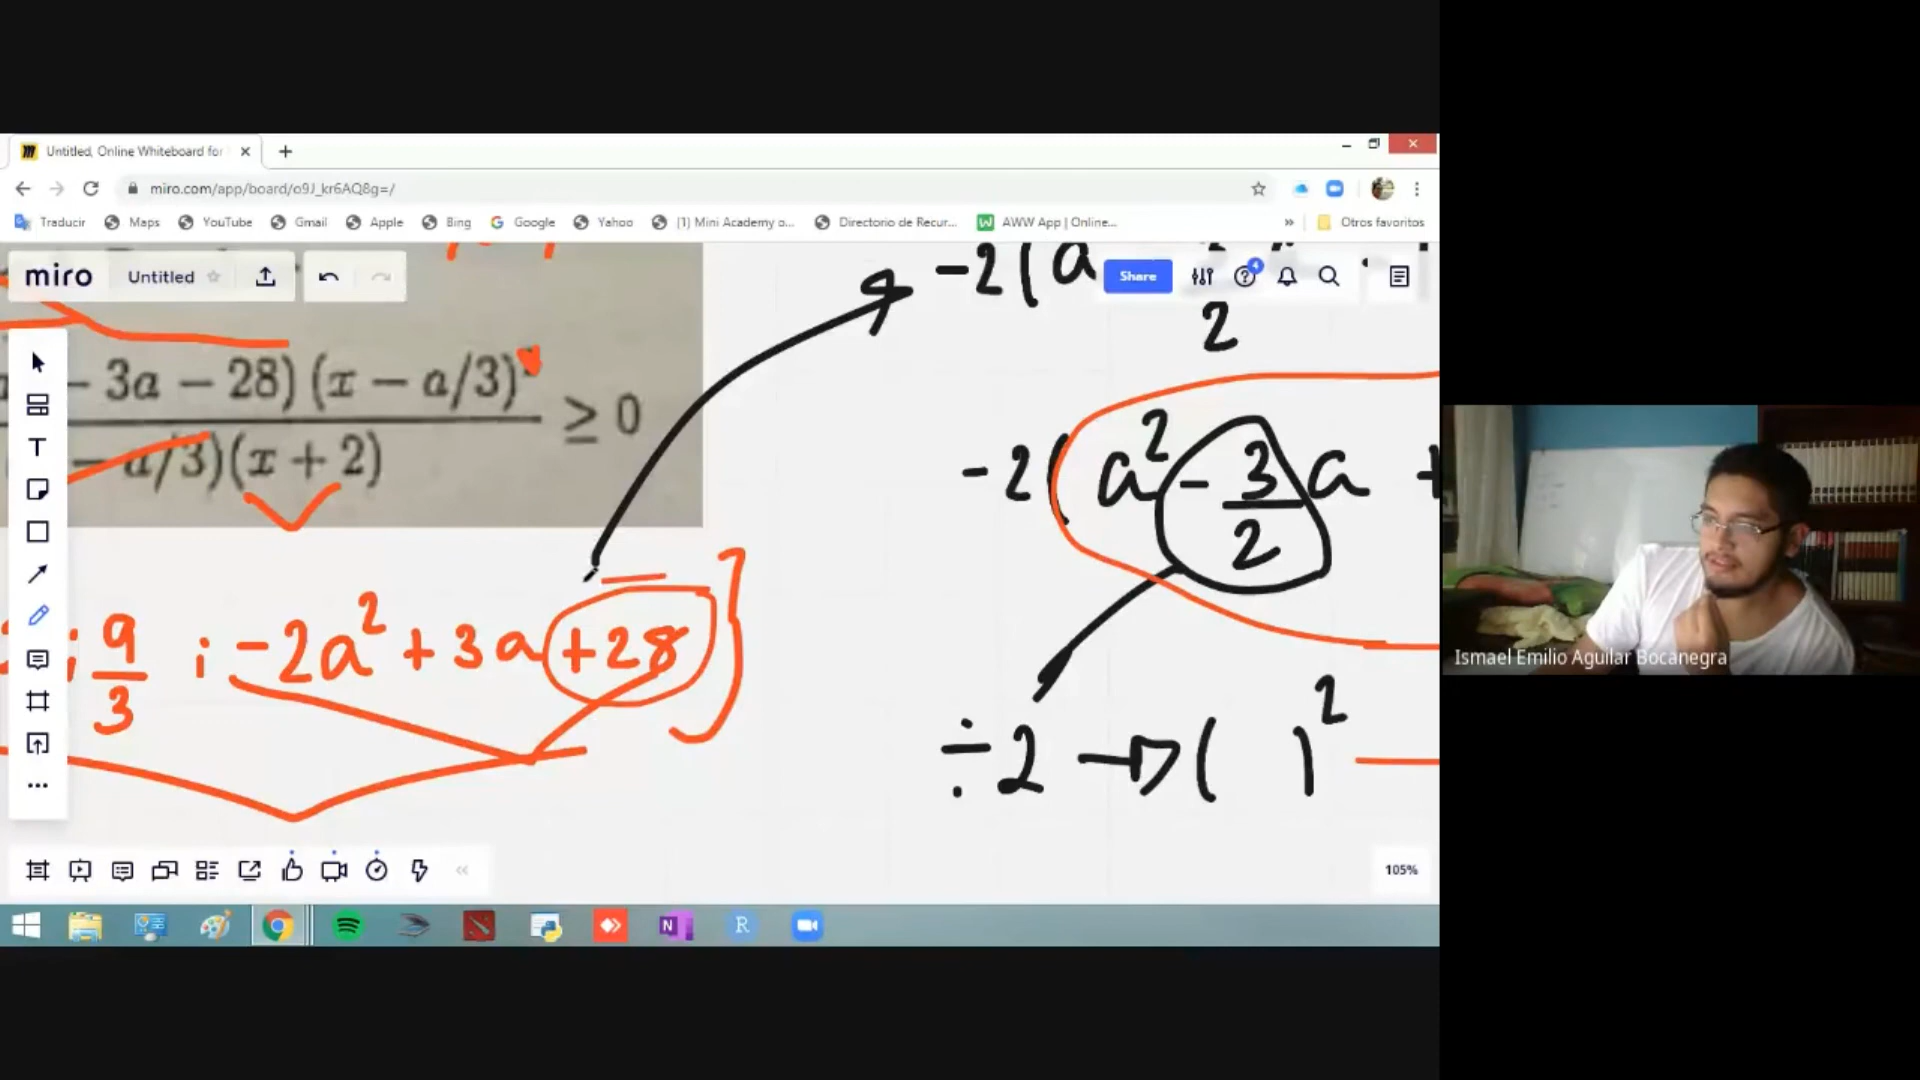 Untitled, Online Whiteboard for
miro.com/app/board/o9J_kr6AQ8g=/
Traducir Maps YouTube Gmail Apple Bing Google Yahoo (1) Mini Academy o... Directorio de Recur... AWW App | Online... » Otros favoritos
miro Untitled
Share
4
-2(a
2
- 3a - 28) (x - a/3)
≥ 0
- a/3)(x + 2)
-2( a² - 3/2 a +
; a/3 ; -2a² + 3a + 28 ]
÷2 → ( )²
T
105%
N
R
Ismael Emilio Aguilar Bocanegra